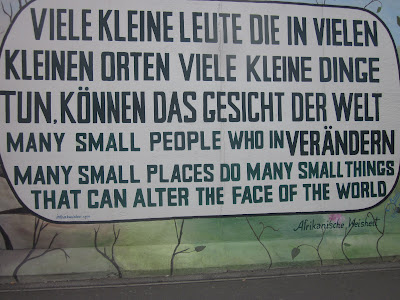 VIELE KLEINE LEUTE DIE IN VIELEN
KLEINEN ORTEN VIELE KLEINE DINGE
TUN, KÖNNEN DAS GESICHT DER WELT
MANY SMALL PEOPLE WHO IN VERÄNDERN
MANY SMALL PLACES DO MANY SMALL THINGS
THAT CAN ALTER THE FACE OF THE WORLD
Afrikanische Weisheit